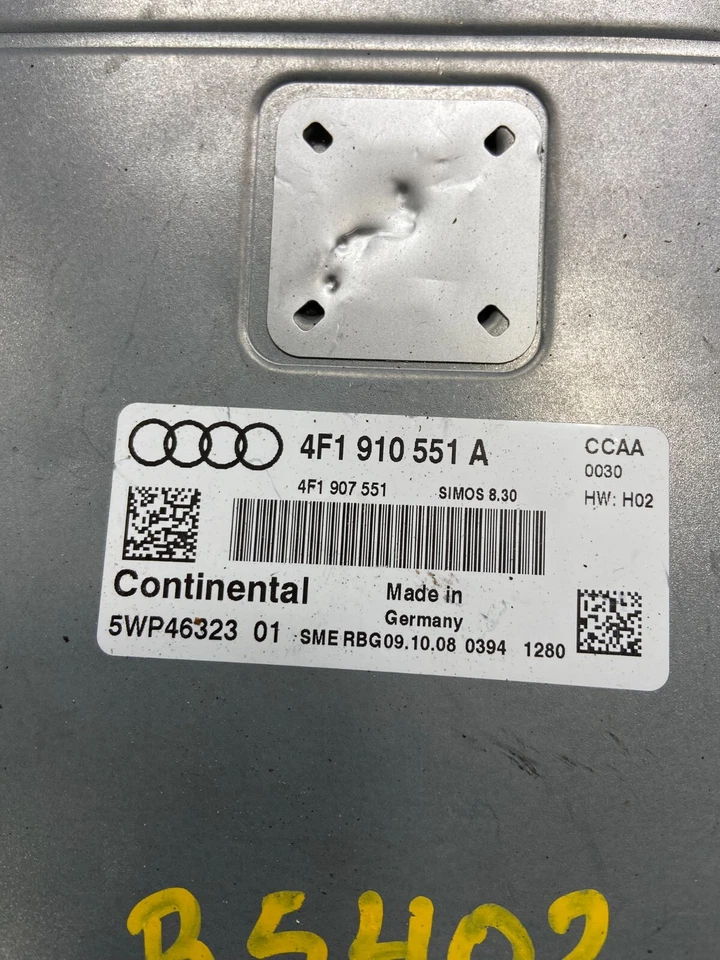 4F1 910 551 A
CCAA
0030
4F1 907 551 SIMOS 8.30
HW: H02
Continental
Made in
Germany
5WP46323 01 SME RBG09.10.08 0394 1280
B5402